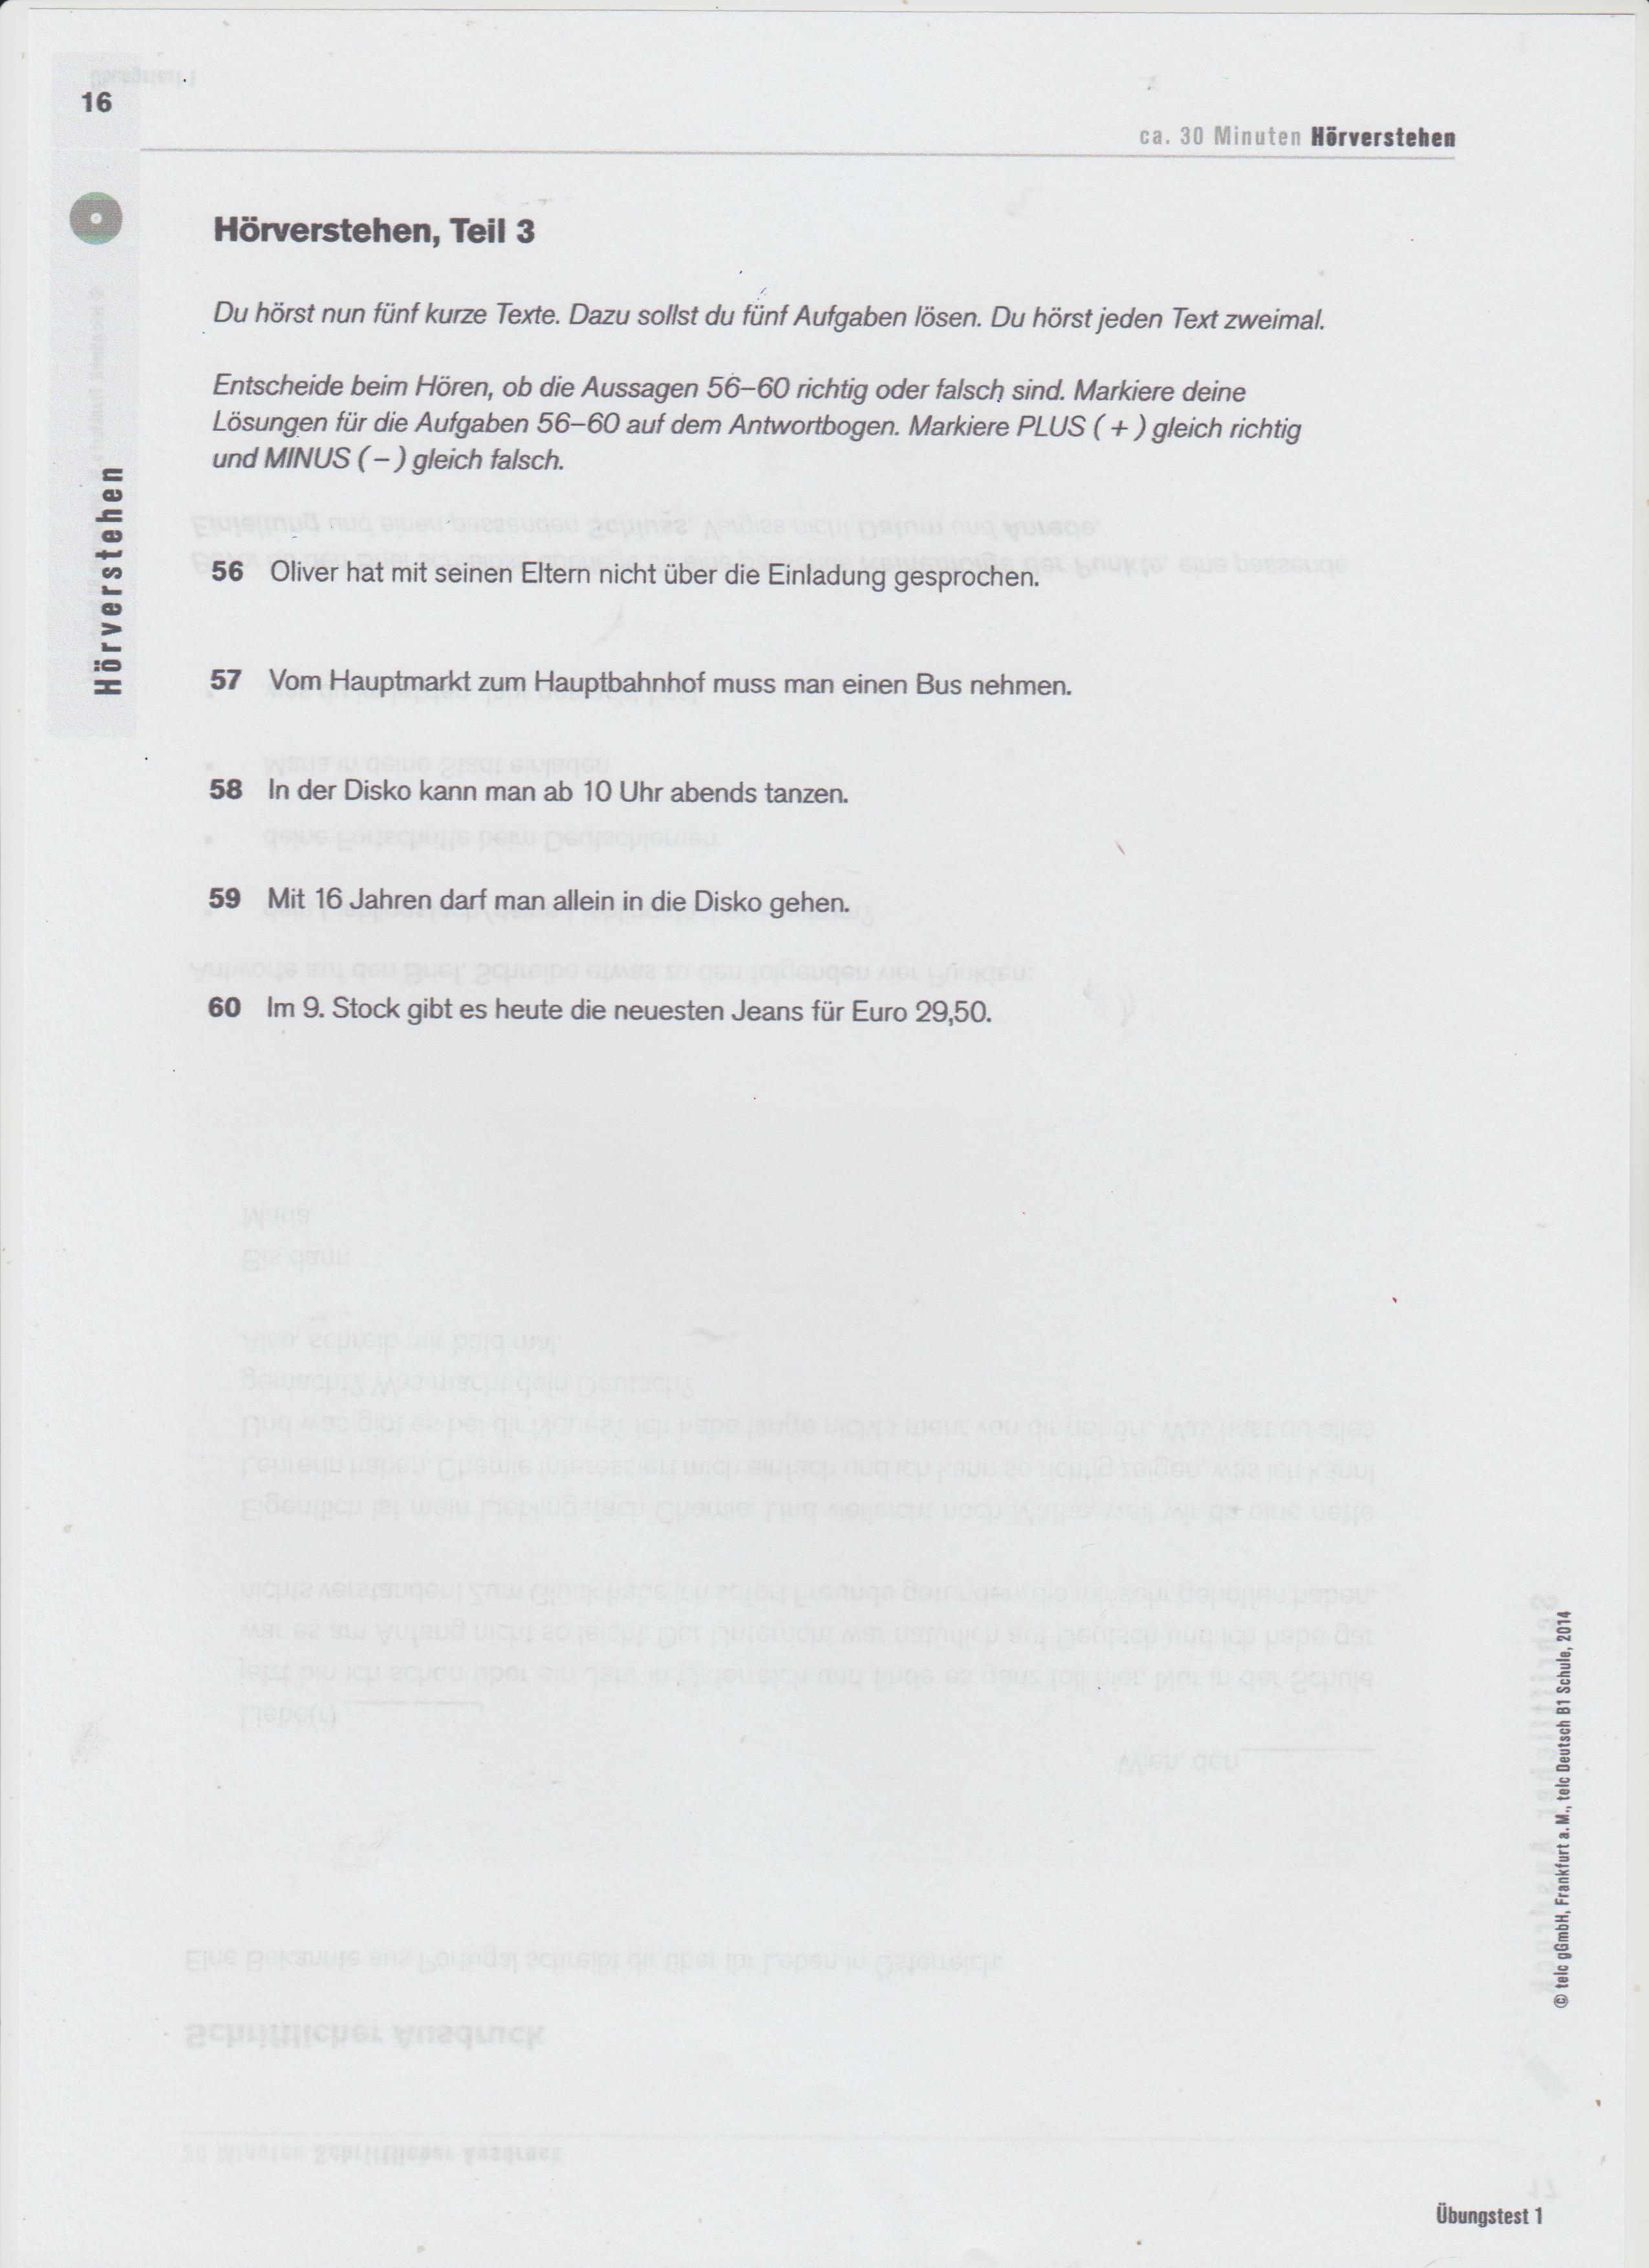 16
ca. 30 Minuten Hörverstehen
Hörverstehen, Teil 3
Du hörst nun fünf kurze Texte. Dazu sollst du fünf Aufgaben lösen. Du hörst jeden Text zweimal.
Entscheide beim Hören, ob die Aussagen 56–60 richtig oder falsch sind. Markiere deine
Lösungen für die Aufgaben 56–60 auf dem Antwortbogen. Markiere PLUS ( + ) gleich richtig
und MINUS ( – ) gleich falsch.
Hörverstehen
56 Oliver hat mit seinen Eltern nicht über die Einladung gesprochen.
57 Vom Hauptmarkt zum Hauptbahnhof muss man einen Bus nehmen.
58 In der Disko kann man ab 10 Uhr abends tanzen.
59 Mit 16 Jahren darf man allein in die Disko gehen.
60 Im 9. Stock gibt es heute die neuesten Jeans für Euro 29,50.
© telc gGmbH, Frankfurt a. M., telc Deutsch B1 Schule, 2014
Übungstest 1